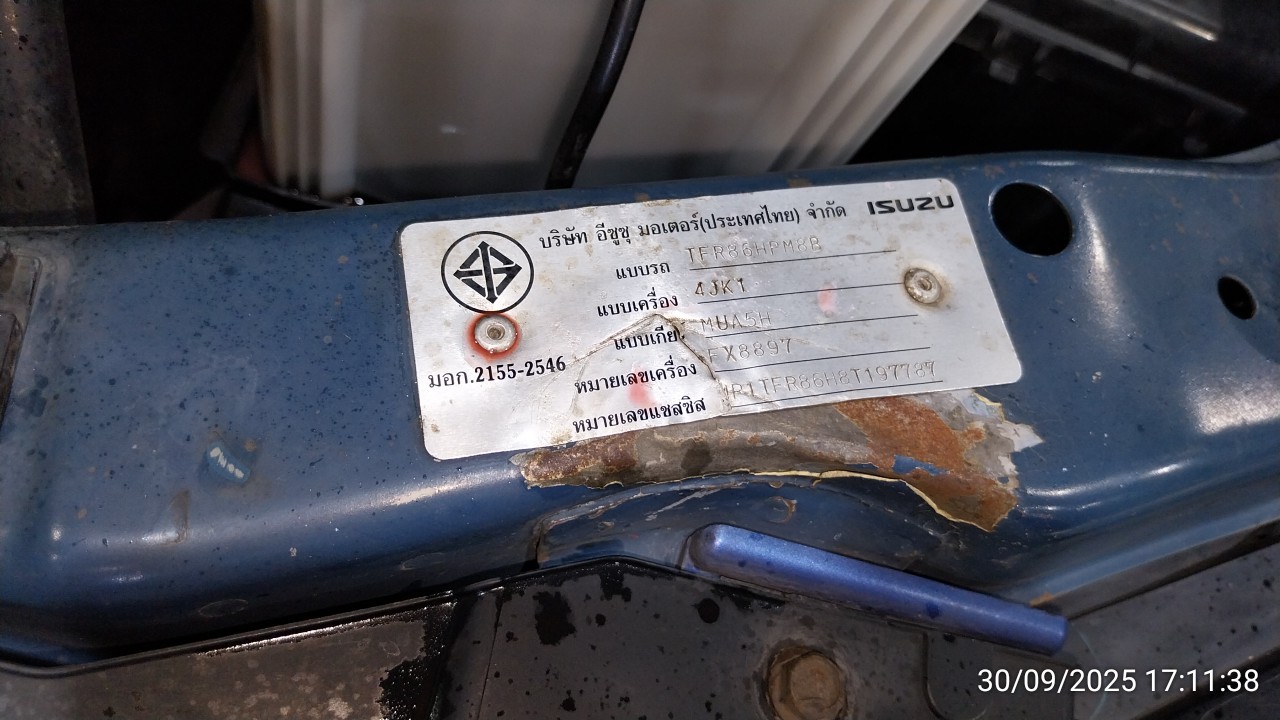 บริษัท อีซูซุ มอเตอร์(ประเทศไทย) จำกัด ISUZU
แบบรถ TFR86HPM8B
แบบเครื่อง 4JK1
แบบเกียร์ MUA5H
หมายเลขเครื่อง FX8897
มอก.2155-2546
หมายเลขแชสซิส MP1TFR86H8T197787
30/09/2025 17:11:38